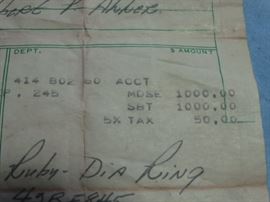 DEPT. $ AMOUNT
414 802 60 ACCT
P. 245 MDSE 1000.00
SBT 1000.00
5% TAX 50.00
Ruby - Dia Ring